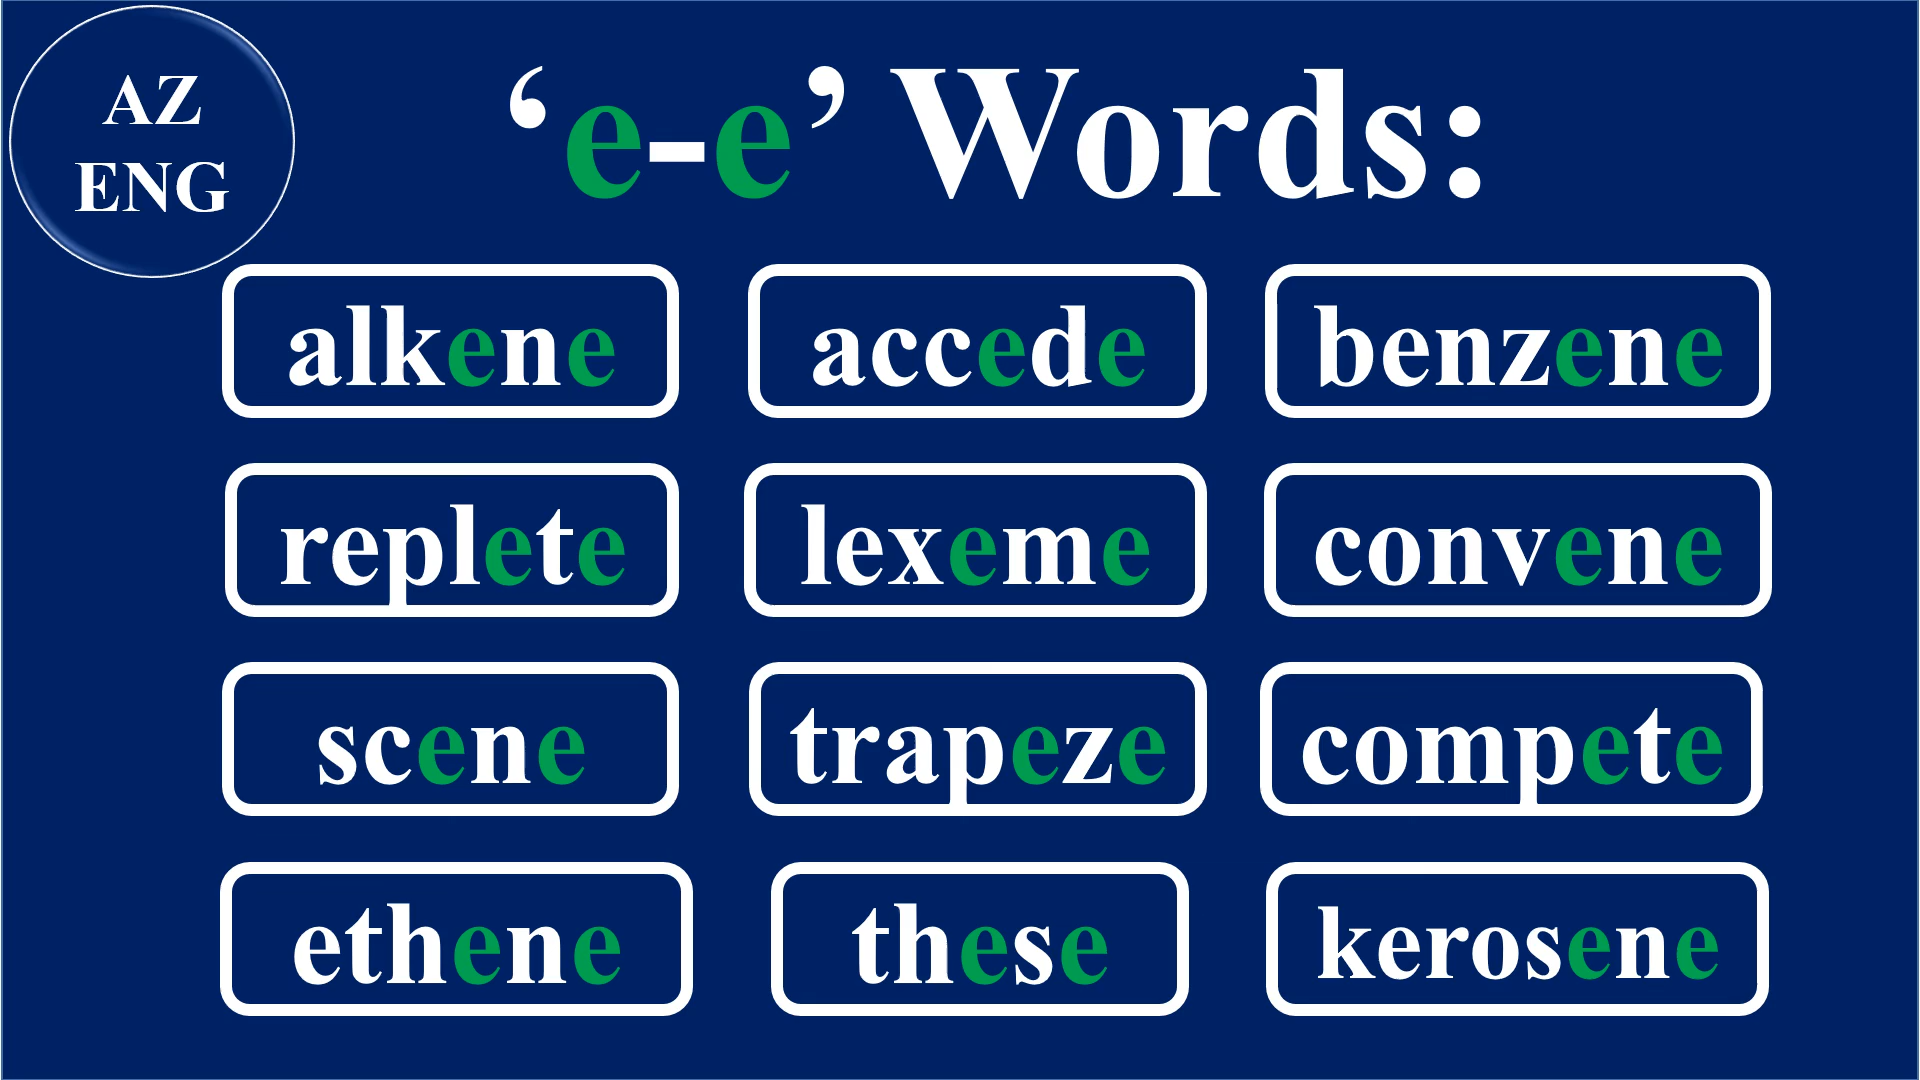 AZ
ENG
‘e-e’ Words:
alkene accede benzene
replete lexeme convene
scene trapeze compete
ethene these kerosene